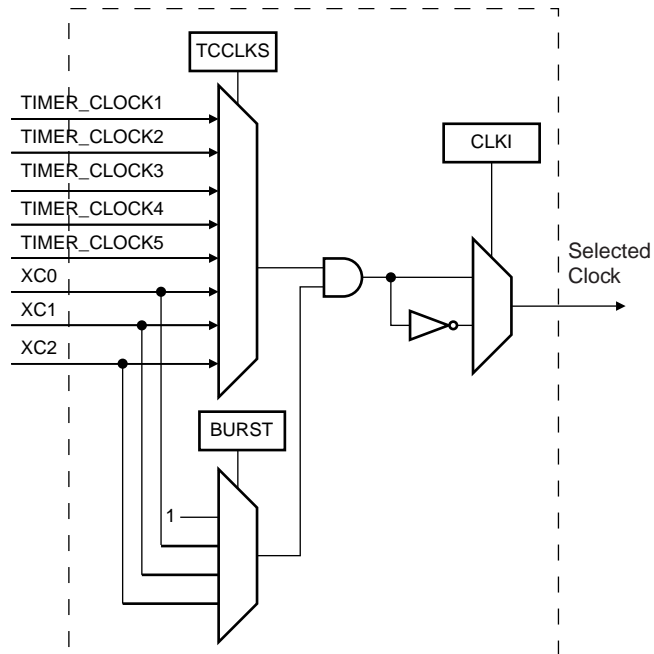 TCCLKS
TIMER_CLOCK1
TIMER_CLOCK2
TIMER_CLOCK3
TIMER_CLOCK4
TIMER_CLOCK5
XC0
XC1
XC2
CLKI
Selected
Clock
BURST
1